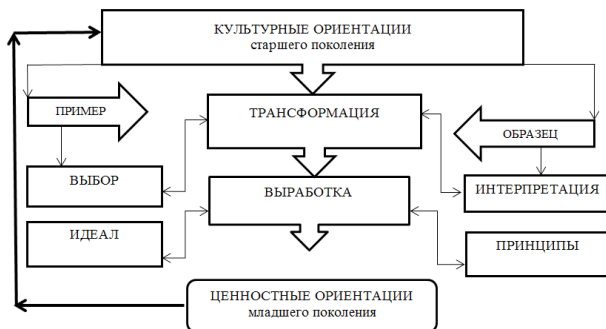 КУЛЬТУРНЫЕ ОРИЕНТАЦИИ
старшего поколения
ПРИМЕР
ТРАНСФОРМАЦИЯ
ОБРАЗЕЦ
ВЫБОР
ВЫРАБОТКА
ИНТЕРПРЕТАЦИЯ
ИДЕАЛ
ПРИНЦИПЫ
ЦЕННОСТНЫЕ ОРИЕНТАЦИИ
младшего поколения